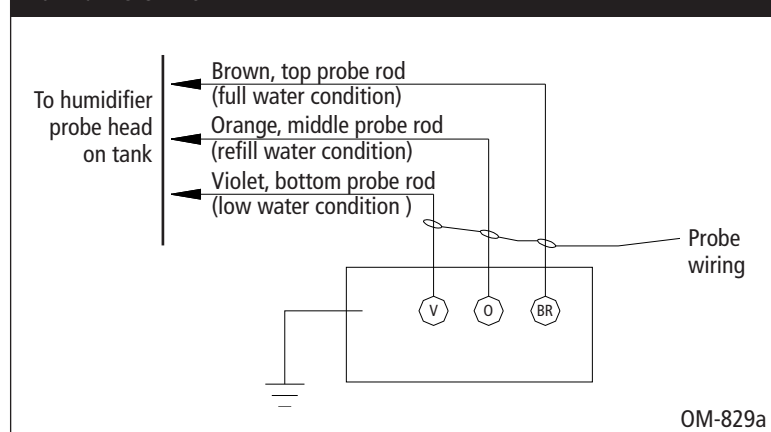 To humidifier
probe head
on tank
Brown, top probe rod
(full water condition)
Orange, middle probe rod
(refill water condition)
Violet, bottom probe rod
(low water condition )
Probe
wiring
V O BR
OM-829a